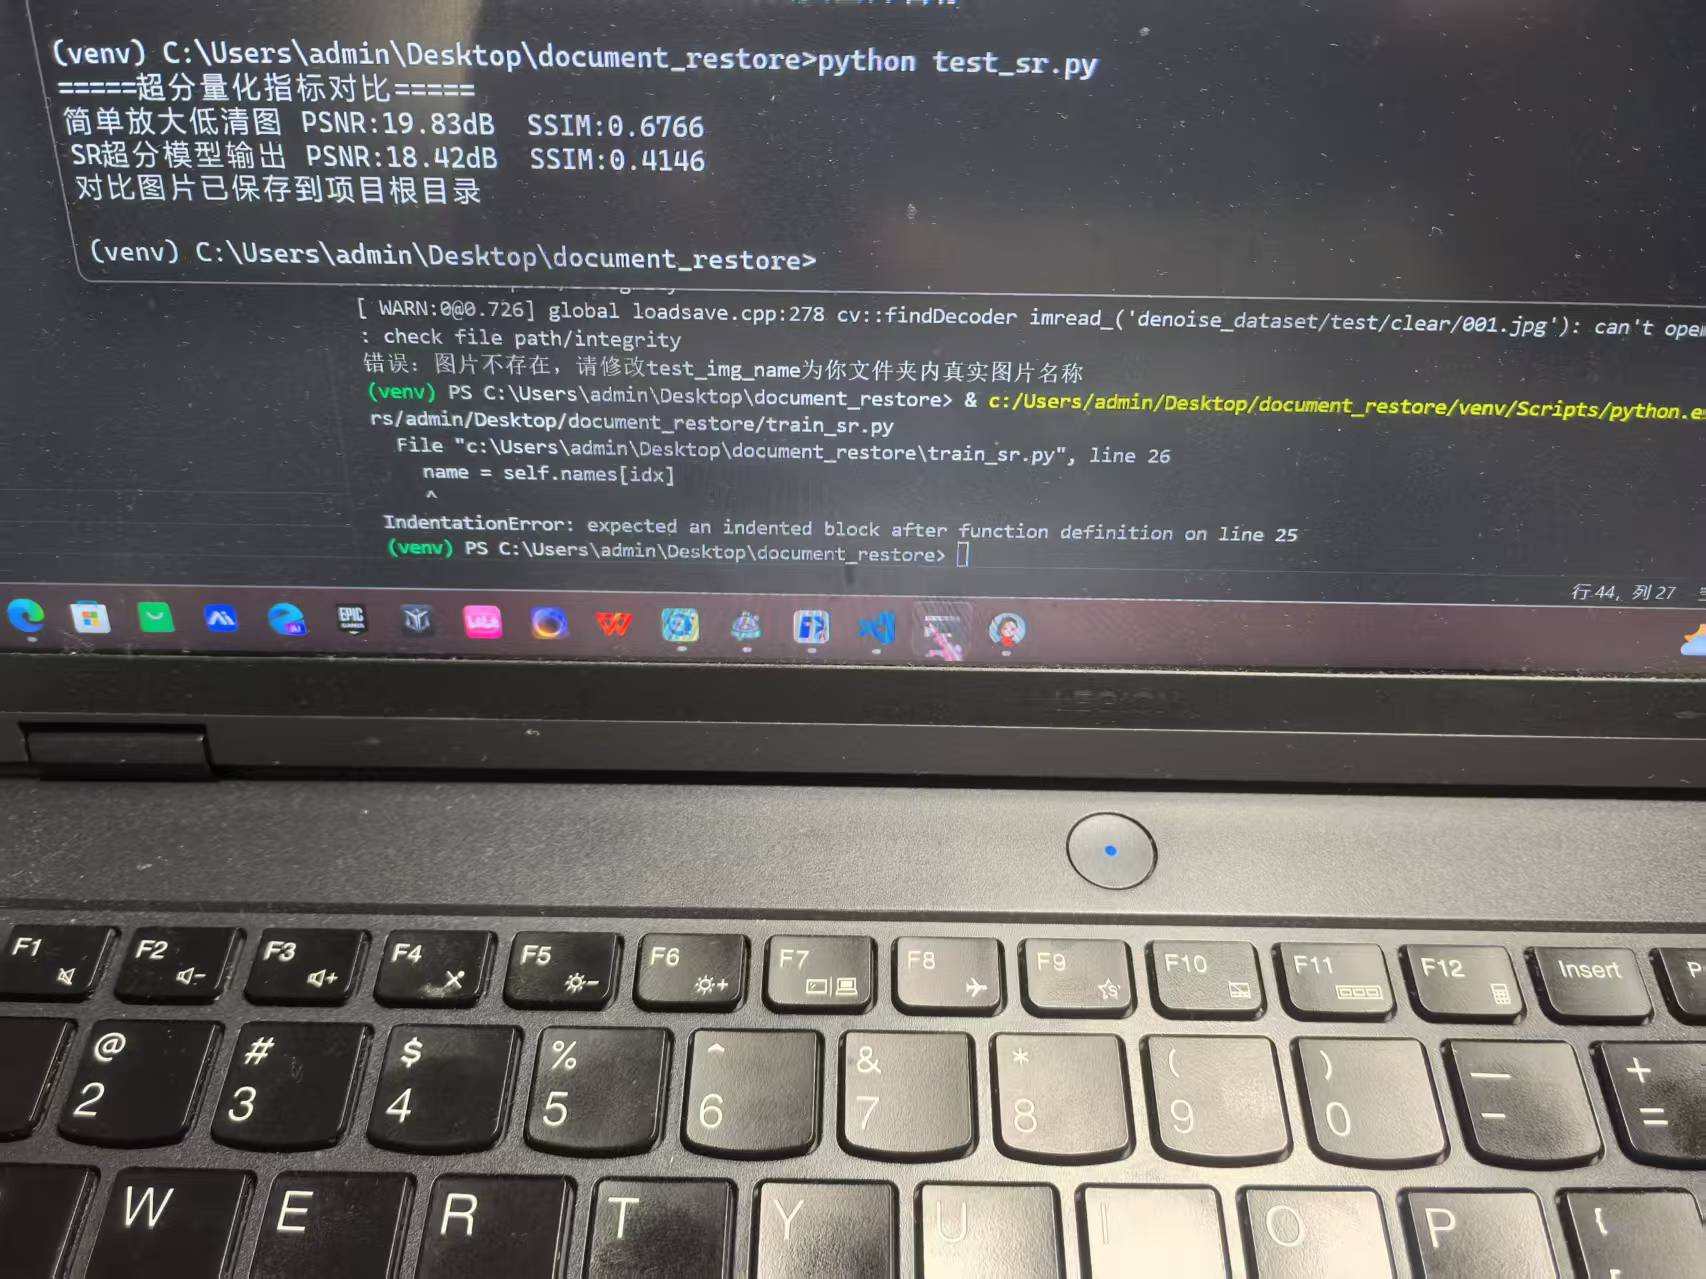 (venv) C:\Users\admin\Desktop\document_restore>python test_sr.py
=====超分量化指标对比=====
简单放大低清图 PSNR:19.83dB SSIM:0.6766
SR超分模型输出 PSNR:18.42dB SSIM:0.4146
对比图片已保存到项目根目录
(venv) C:\Users\admin\Desktop\document_restore>
[ WARN:0@0.726] global loadsave.cpp:278 cv::findDecoder imread_('denoise_dataset/test/clear/001.jpg'): can't open
: check file path/integrity
错误: 图片不存在, 请修改test_img_name为你文件夹内真实图片名称
(venv) PS C:\Users\admin\Desktop\document_restore> & c:/Users/admin/Desktop/document_restore/venv/Scripts/python.e
rs/admin/Desktop/document_restore/train_sr.py
File "c:\Users\admin\Desktop\document_restore\train_sr.py", line 26
name = self.names[idx]
^
IndentationError: expected an indented block after function definition on line 25
(venv) PS C:\Users\admin\Desktop\document_restore>
行 44, 列 27
EPIC GAMES
LEGION
F1 F2 F3 F4 F5 F6 F7 F8 F9 F10 F11 F12 Insert P
@ # $ % ^ & * ( ) — +
2 3 4 5 6 7 8 9 0 - =
W E R T Y U I O P {
[